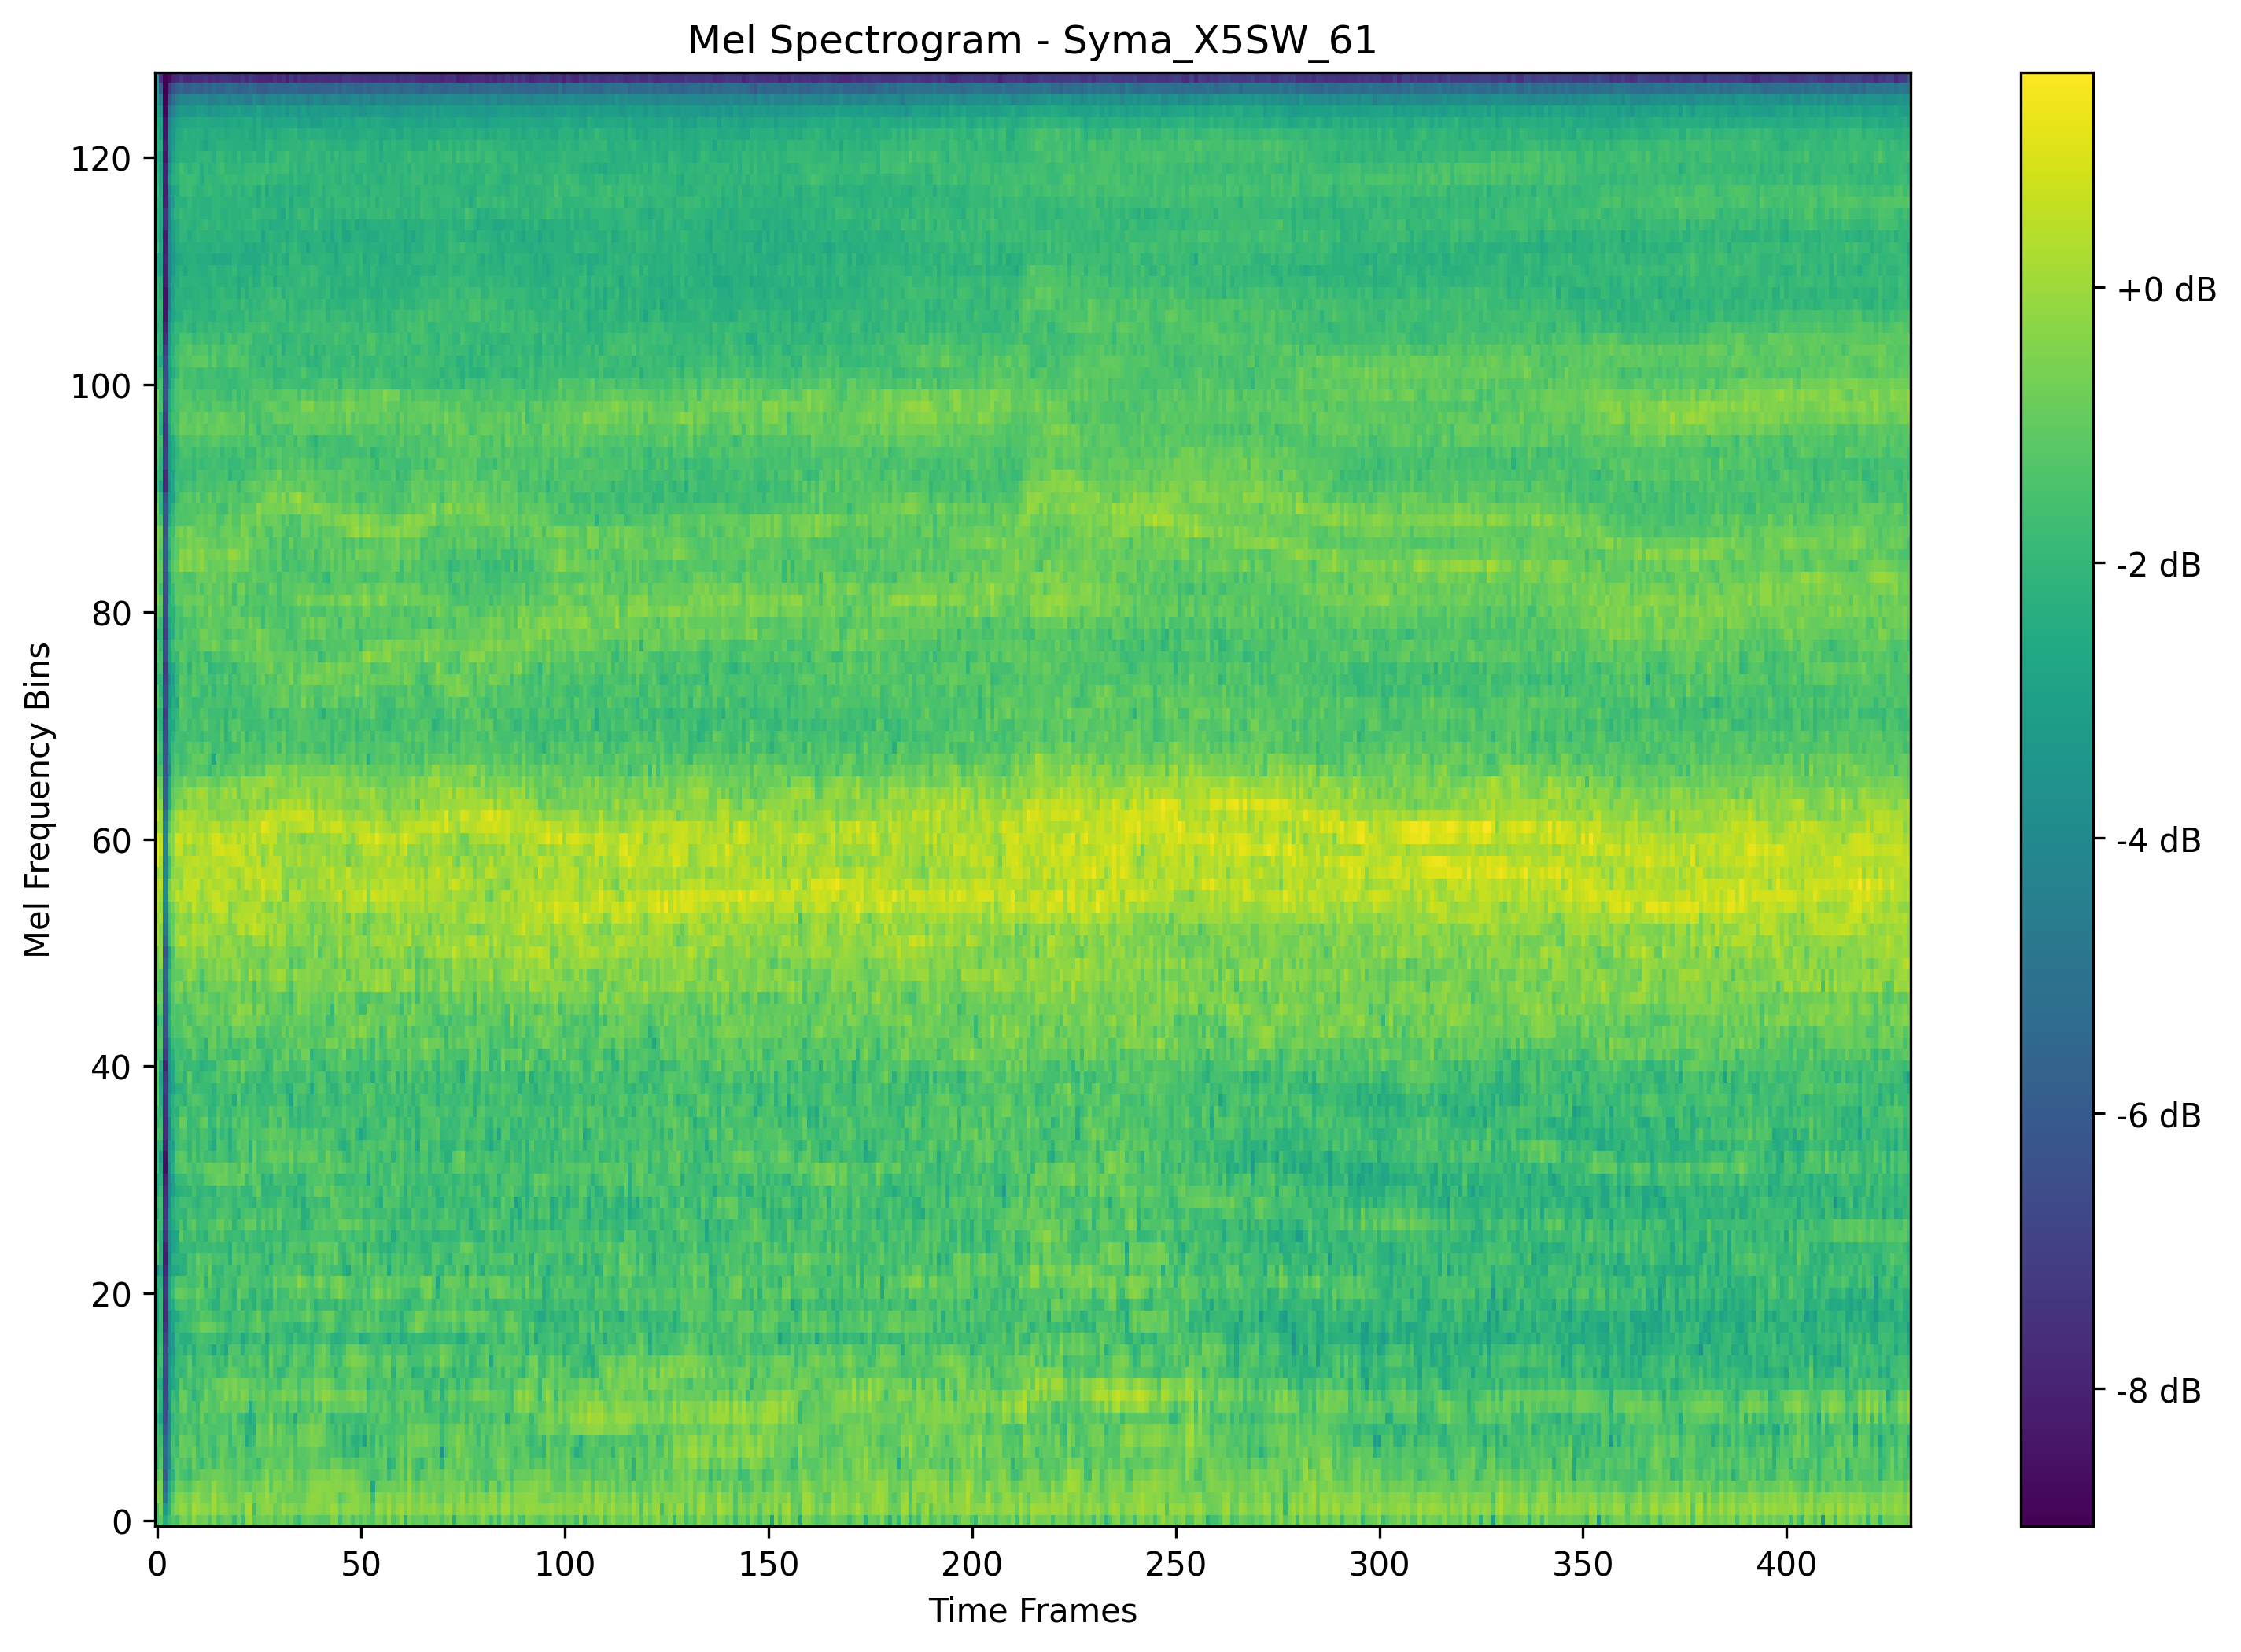 Mel Spectrogram - Syma_X5SW_61
Mel Frequency Bins
120
100
80
60
40
20
0
0 50 100 150 200 250 300 350 400
Time Frames
+0 dB
-2 dB
-4 dB
-6 dB
-8 dB